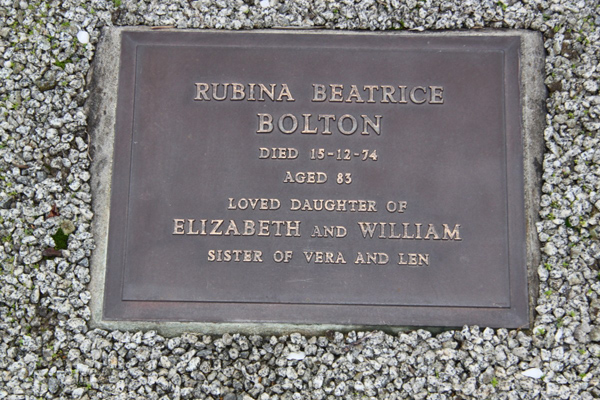 RUBINA BEATRICE
BOLTON
DIED 15-12-74
AGED 83
LOVED DAUGHTER OF
ELIZABETH AND WILLIAM
SISTER OF VERA AND LEN